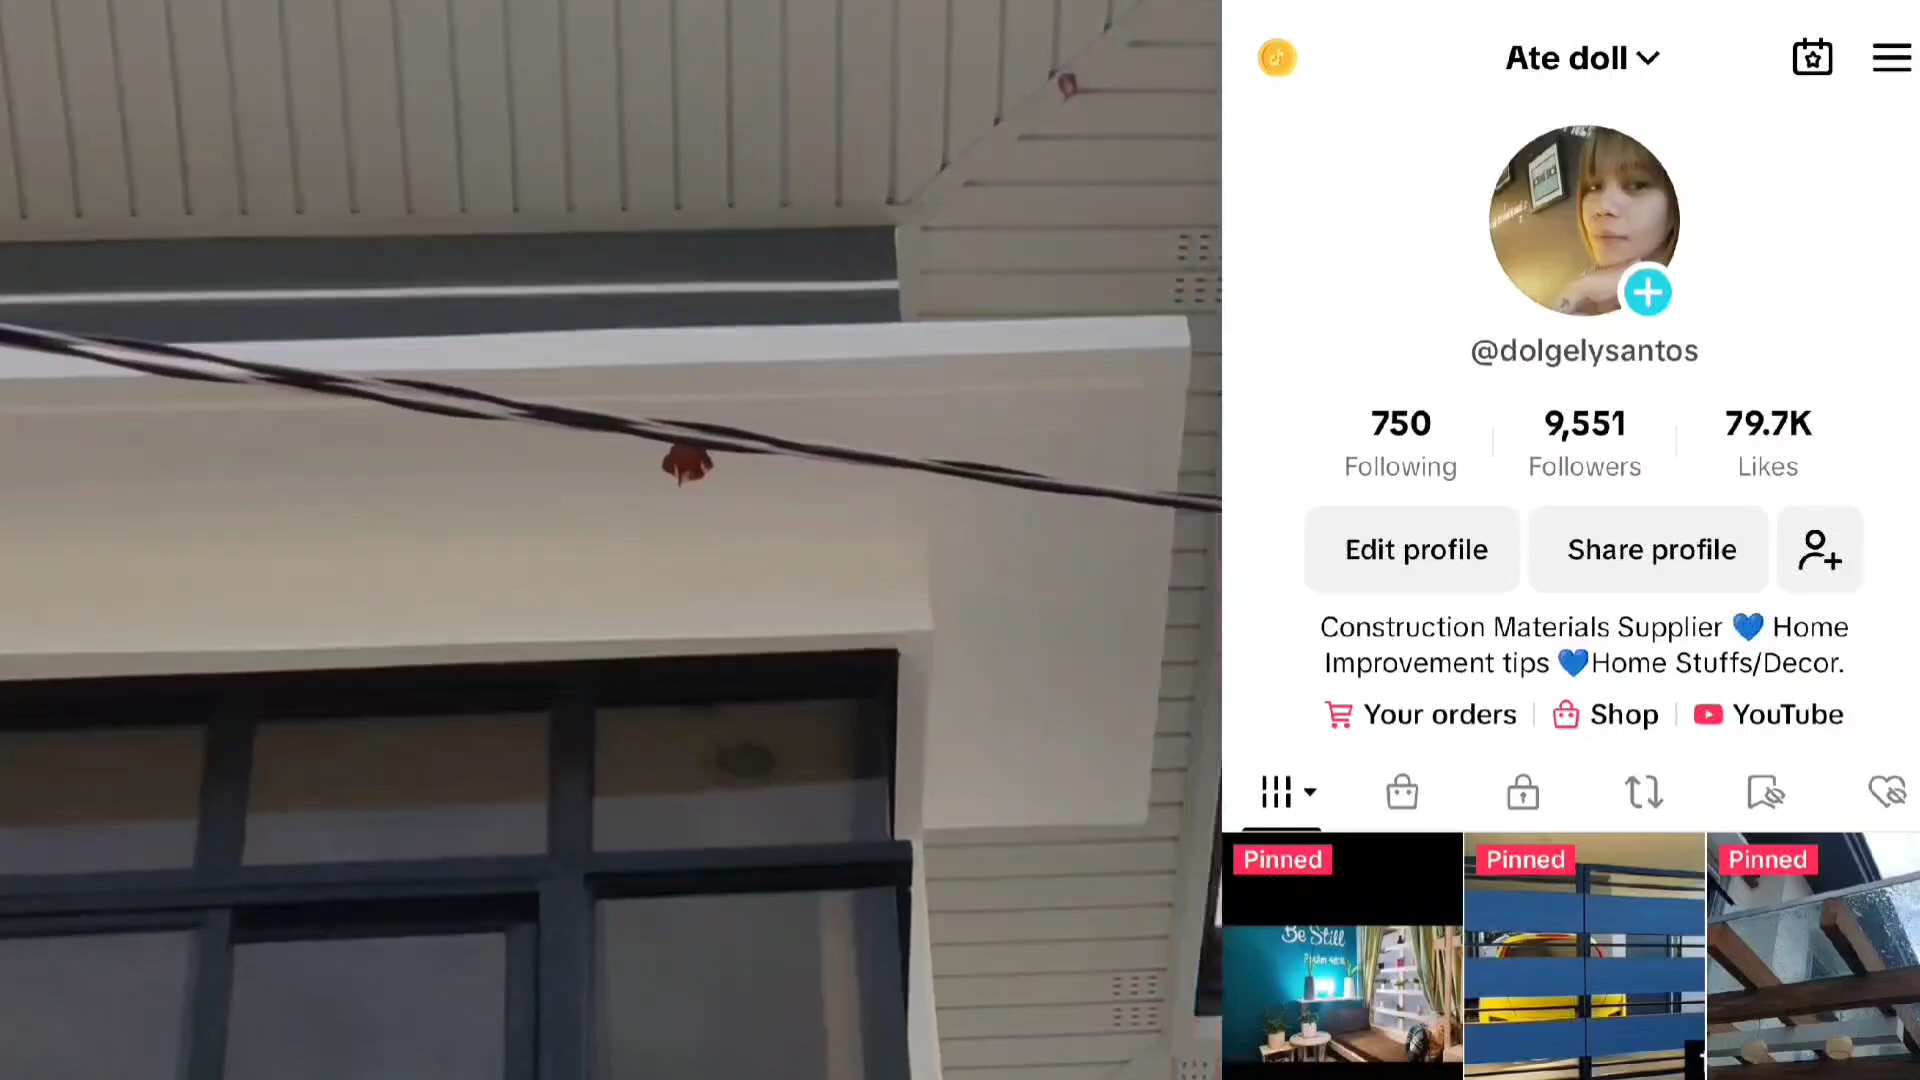 Ate doll
@dolgelysantos
750
Following
9,551
Followers
79.7K
Likes
Edit profile
Share profile
Construction Materials Supplier 💙 Home
Improvement tips 💙Home Stuffs/Decor.
Your orders
Shop
YouTube
Pinned
Pinned
Pinned
Be Still